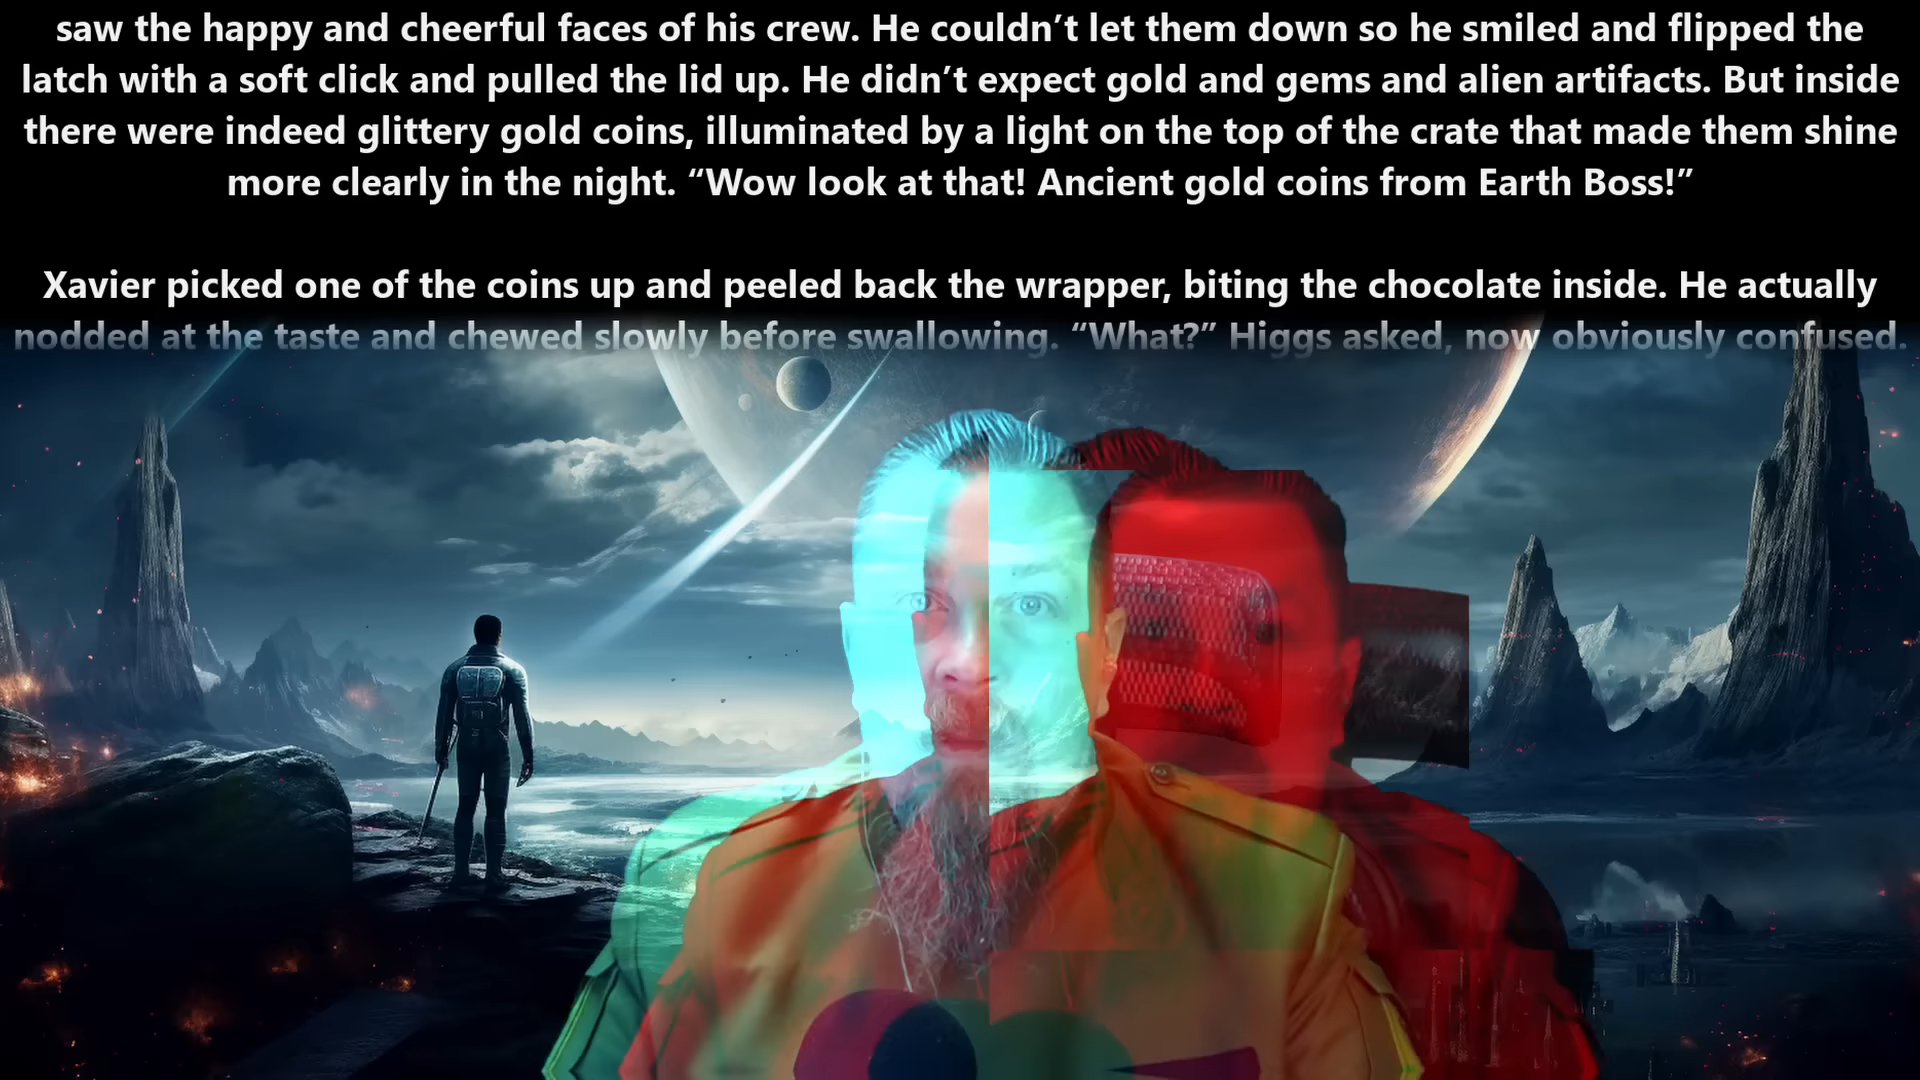 saw the happy and cheerful faces of his crew. He couldn’t let them down so he smiled and flipped the
latch with a soft click and pulled the lid up. He didn’t expect gold and gems and alien artifacts. But inside
there were indeed glittery gold coins, illuminated by a light on the top of the crate that made them shine
more clearly in the night. “Wow look at that! Ancient gold coins from Earth Boss!”
Xavier picked one of the coins up and peeled back the wrapper, biting the chocolate inside. He actually
nodded at the taste and chewed slowly before swallowing. “What?” Higgs asked, now obviously confused.